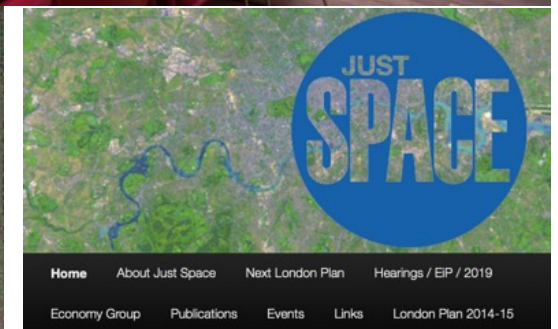 JUST
SPACE
Home About Just Space Next London Plan Hearings / EiP / 2019
Economy Group Publications Events Links London Plan 2014-15